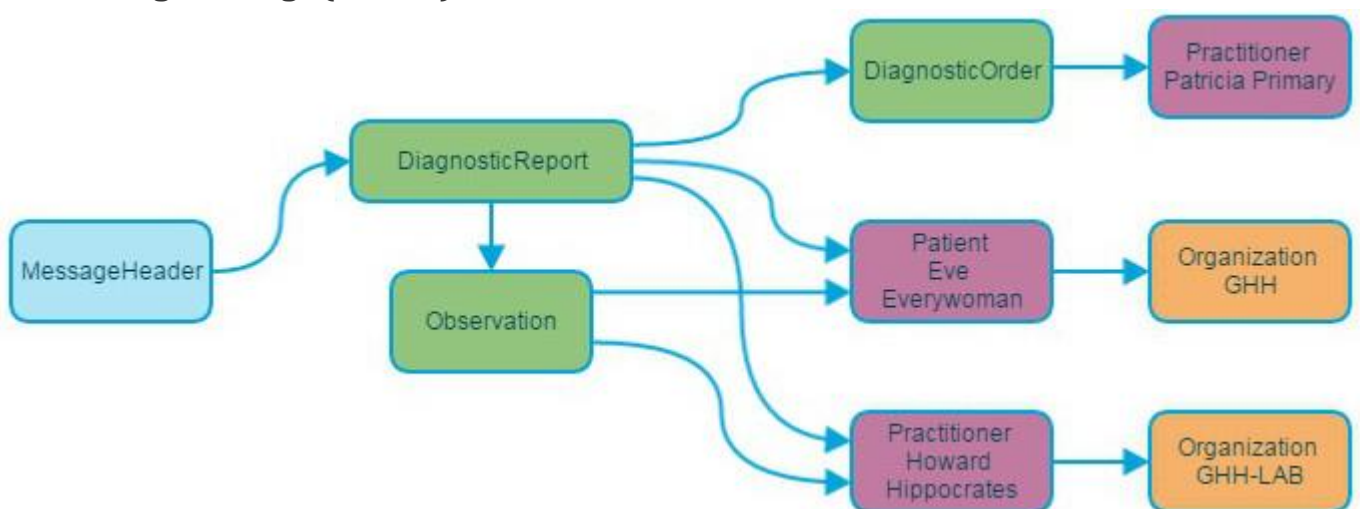 DiagnosticOrder
Practitioner
Patricia Primary
DiagnosticReport
MessageHeader
Patient
Eve
Everywoman
Organization
GHH
Observation
Practitioner
Howard
Hippocrates
Organization
GHH-LAB